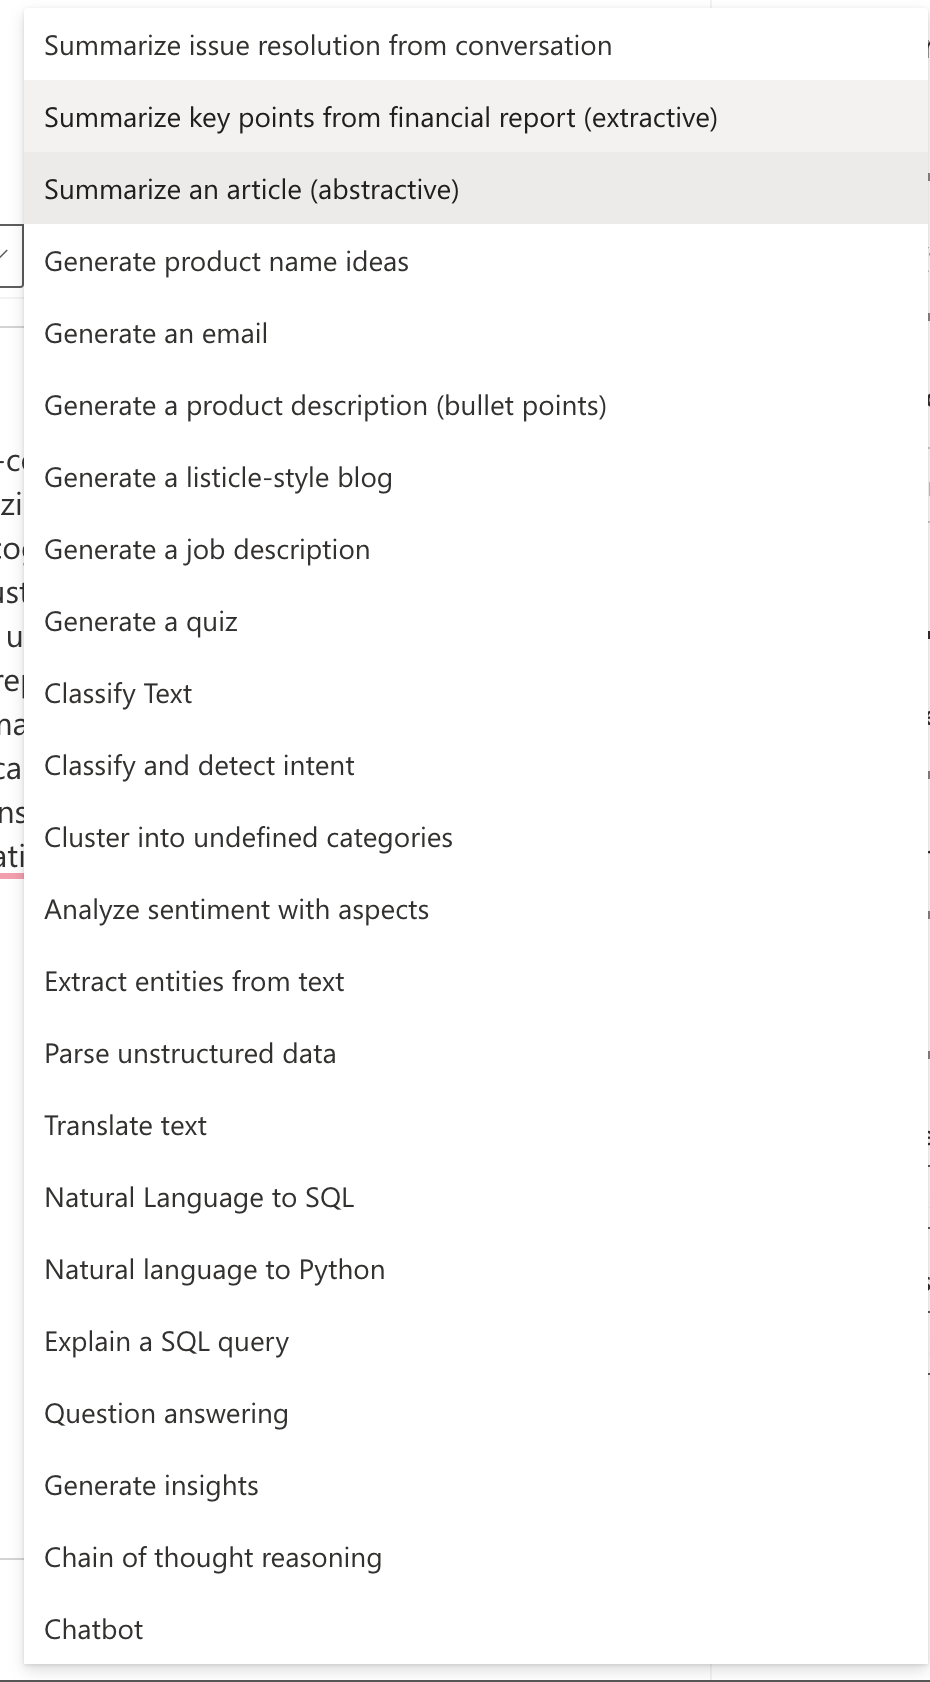 Summarize issue resolution from conversation
Summarize key points from financial report (extractive)
Summarize an article (abstractive)
Generate product name ideas
Generate an email
Generate a product description (bullet points)
Generate a listicle-style blog
Generate a job description
Generate a quiz
Classify Text
Classify and detect intent
Cluster into undefined categories
Analyze sentiment with aspects
Extract entities from text
Parse unstructured data
Translate text
Natural Language to SQL
Natural language to Python
Explain a SQL query
Question answering
Generate insights
Chain of thought reasoning
Chatbot